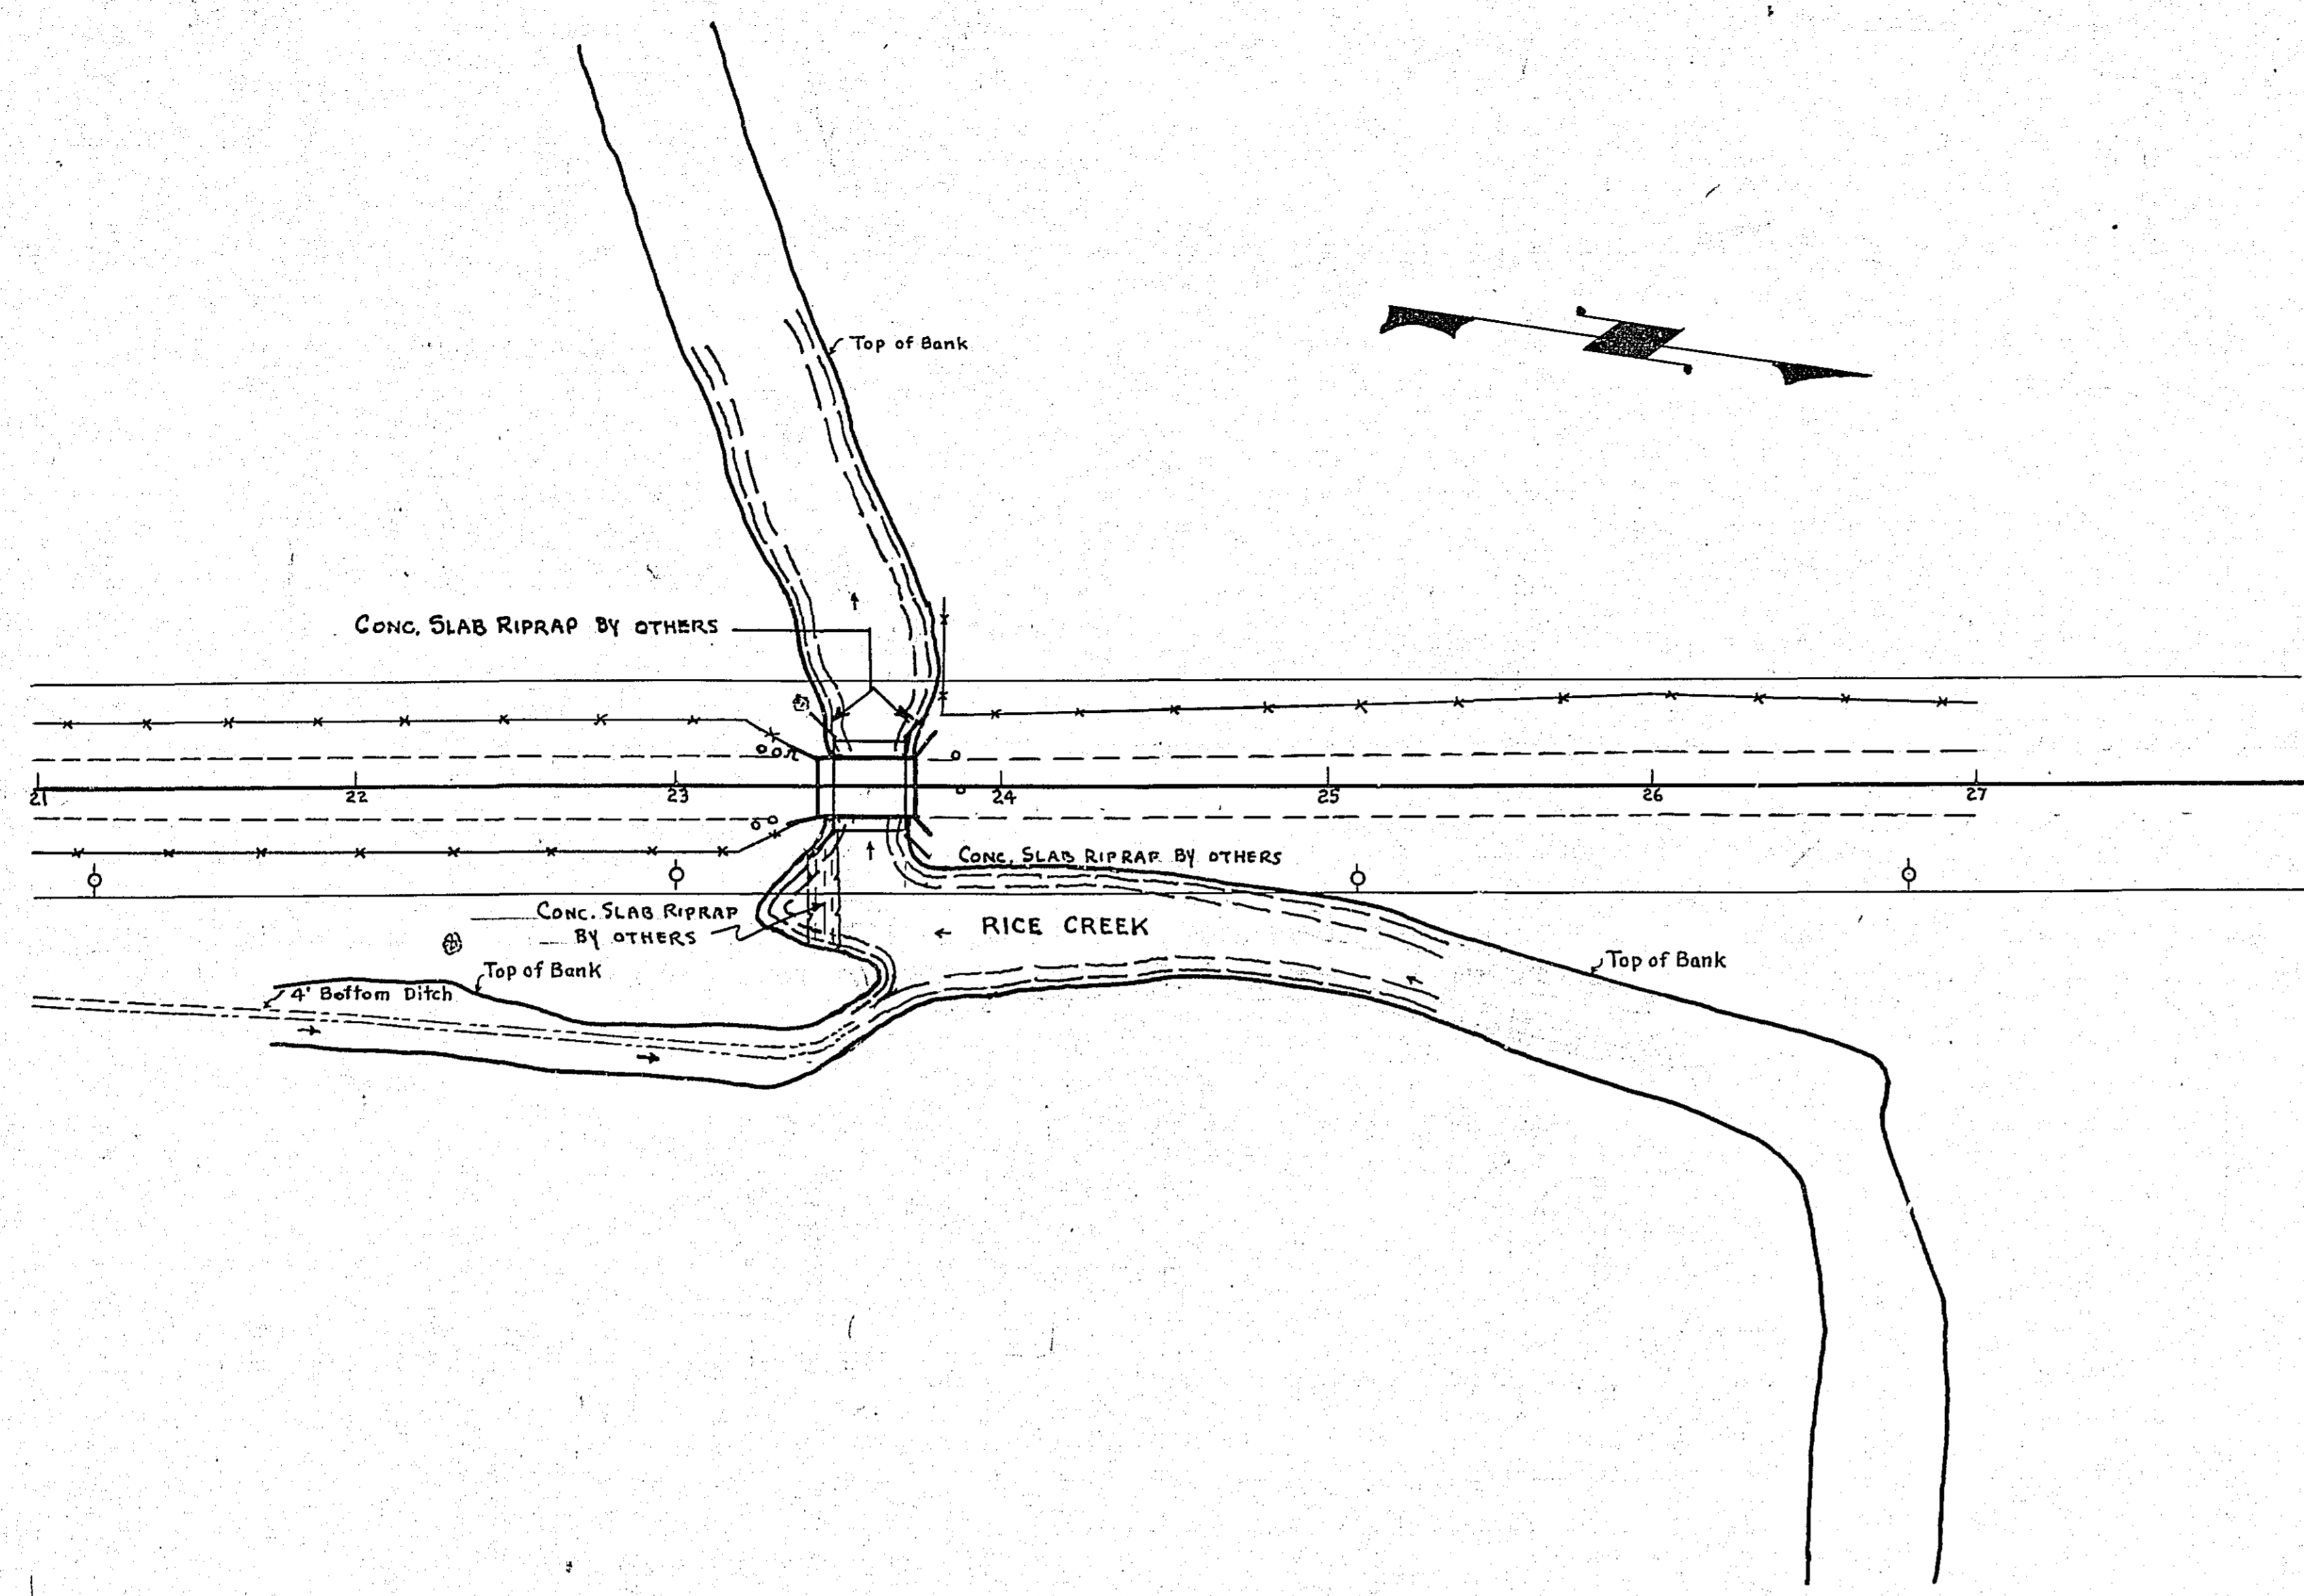 Top of Bank
CONC. SLAB RIPRAP BY OTHERS
21 22 23 24 25 26 27
CONC. SLAB RIPRAP BY OTHERS
CONC. SLAB RIPRAP
BY OTHERS
RICE CREEK
Top of Bank
Top of Bank
4' Bottom Ditch